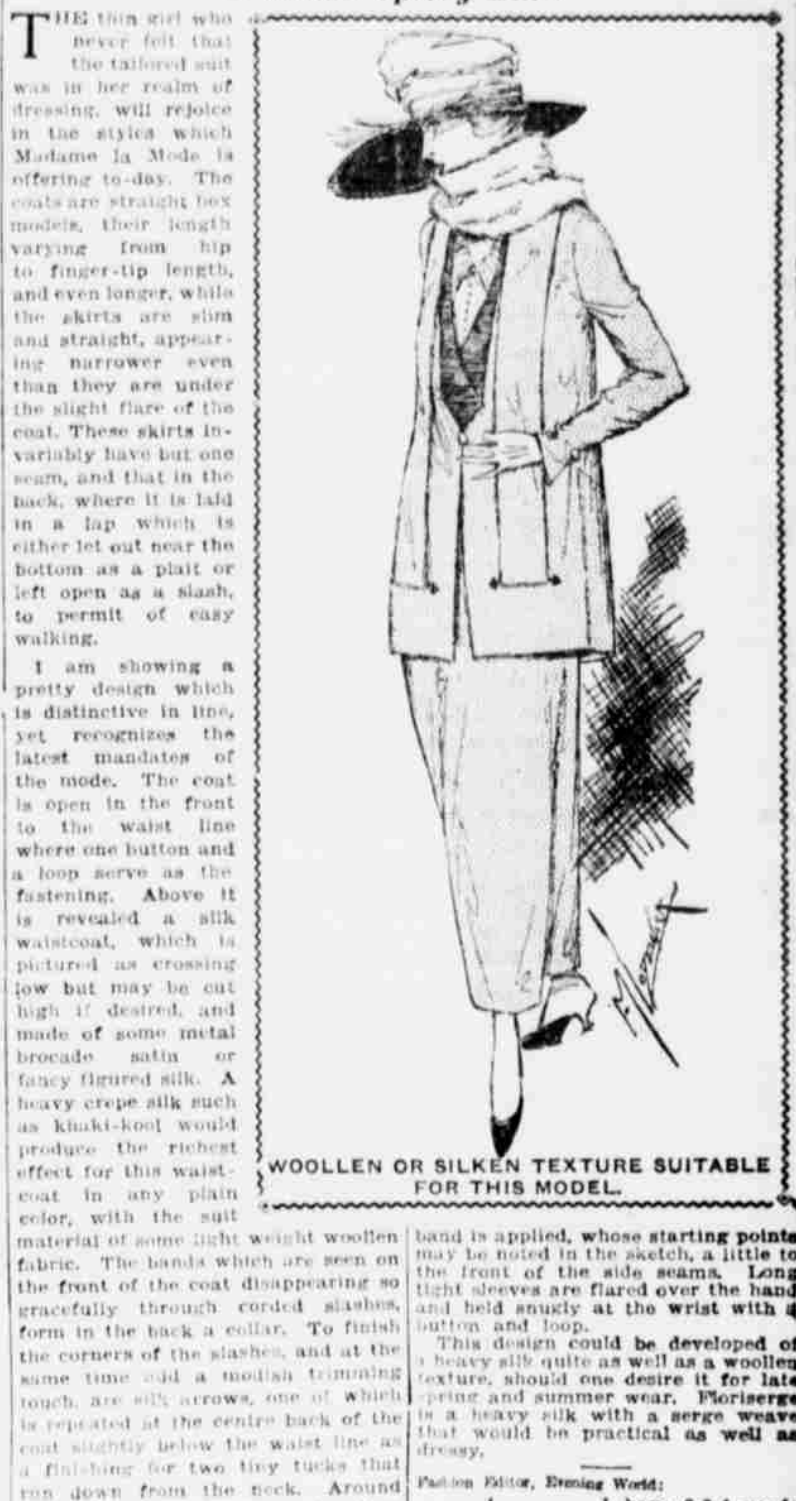 THE thin girl who
never felt that
the tailored suit
was in her realm of
dressing, will rejoice
in the styles which
Madame la Mode is
offering to-day. The
coats are straight box
models, their length
varying from hip
to finger-tip length,
and even longer, while
the skirts are slim
and straight, appear-
ing narrower even
than they are under
the slight flare of the
coat. These skirts in-
variably have but one
seam, and that in the
back, where it is laid
in a lap which is
either let out near the
bottom as a plait or
left open as a slash,
to permit of easy
walking.
I am showing a
pretty design which
is distinctive in line,
yet recognizes the
latest mandates of
the mode. The coat
is open in the front
to the waist line
where one button and
a loop serve as the
fastening. Above it
is revealed a silk
waistcoat, which is
pictured as crossing
low but may be cut
high if desired, and
made of some metal
brocade satin or
fancy figured silk. A
heavy crepe silk such
as khaki-kool would
produce the richest
effect for this waist-
coat in any plain
color, with the suit
material of some light weight woollen
fabric. The bands which are seen on
the front of the coat disappearing so
gracefully through corded slashes,
form in the back a collar. To finish
the corners of the slashes, and at the
same time add a modish trimming
touch, are silk arrows, one of which
is repeated at the centre back of the
coat slightly below the waist line as
a finishing for two tiny tucks that
run down from the neck. Around
WOOLLEN OR SILKEN TEXTURE SUITABLE
FOR THIS MODEL.
band is applied, whose starting points
may be noted in the sketch, a little to
the front of the side seams. Long
tight sleeves are flared over the hand
and held snugly at the wrist with a
button and loop.
This design could be developed of
a heavy silk quite as well as a woollen
texture, should one desire it for late
spring and summer wear. Floriserge
is a heavy silk with a serge weave
that would be practical as well as
dressy.
Fashion Editor, Evening World: